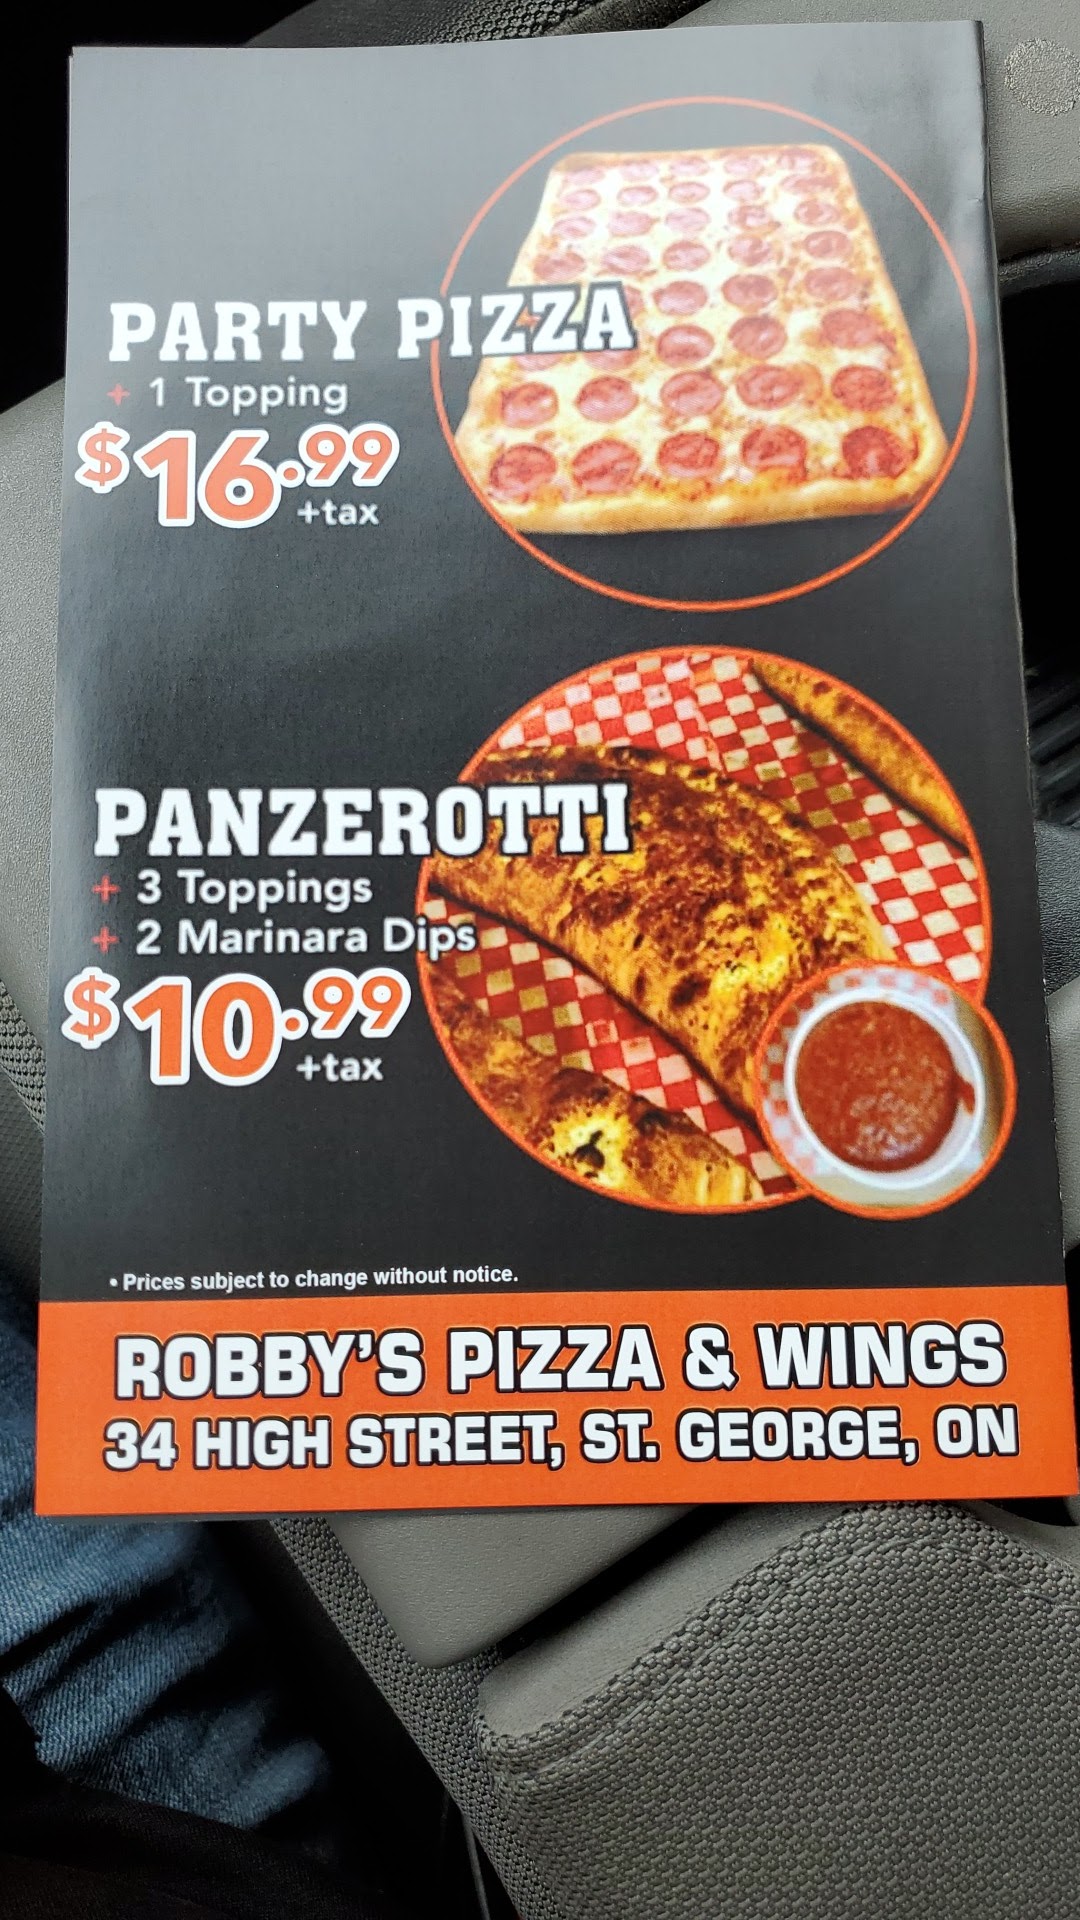 PARTY PIZZA
+ 1 Topping
$16.99
+tax
PANZEROTTI
+ 3 Toppings
+ 2 Marinara Dips
$10.99
+tax
• Prices subject to change without notice.
ROBBY'S PIZZA & WINGS
34 HIGH STREET, ST. GEORGE, ON